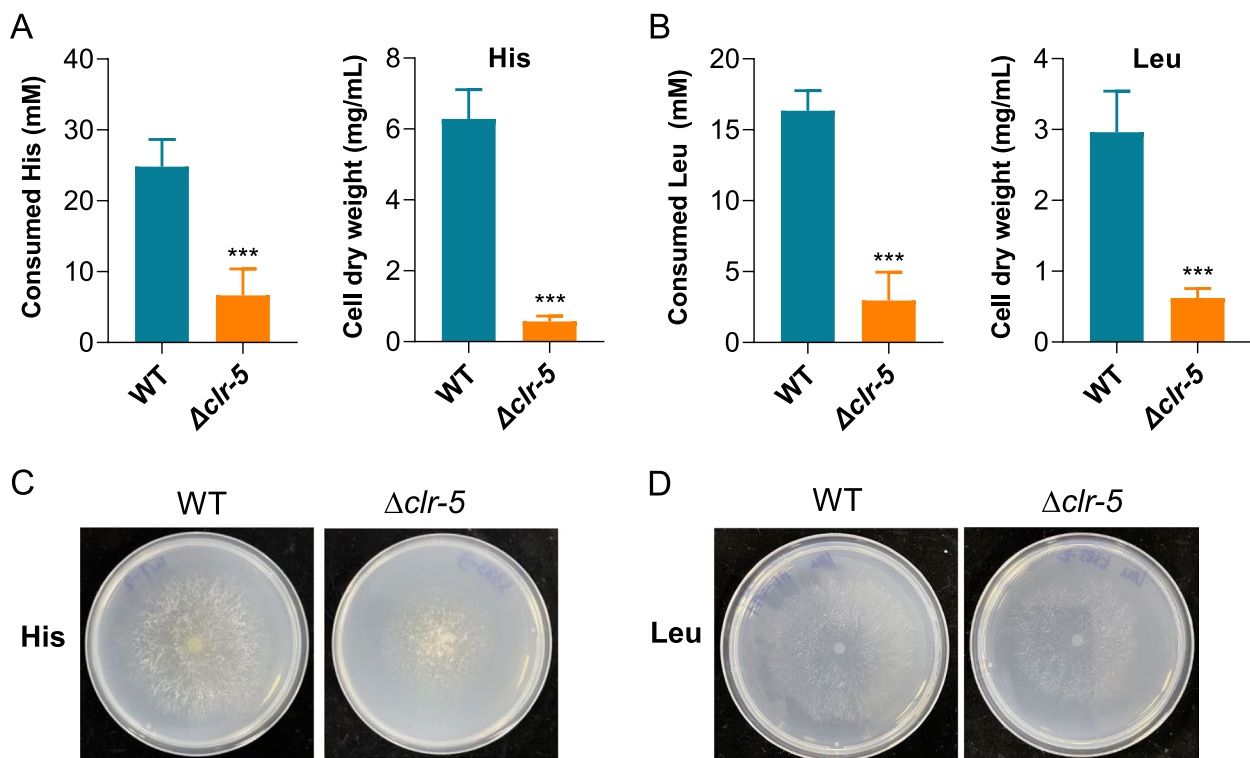 A
Consumed His (mM)
40
30
20
10
0
***
WT
Δclr-5
His
Cell dry weight (mg/mL)
8
6
4
2
0
***
WT
Δclr-5
B
Consumed Leu (mM)
20
15
10
5
0
***
WT
Δclr-5
Leu
Cell dry weight (mg/mL)
4
3
2
1
0
***
WT
Δclr-5
C
WT
Δclr-5
His
D
WT
Δclr-5
Leu